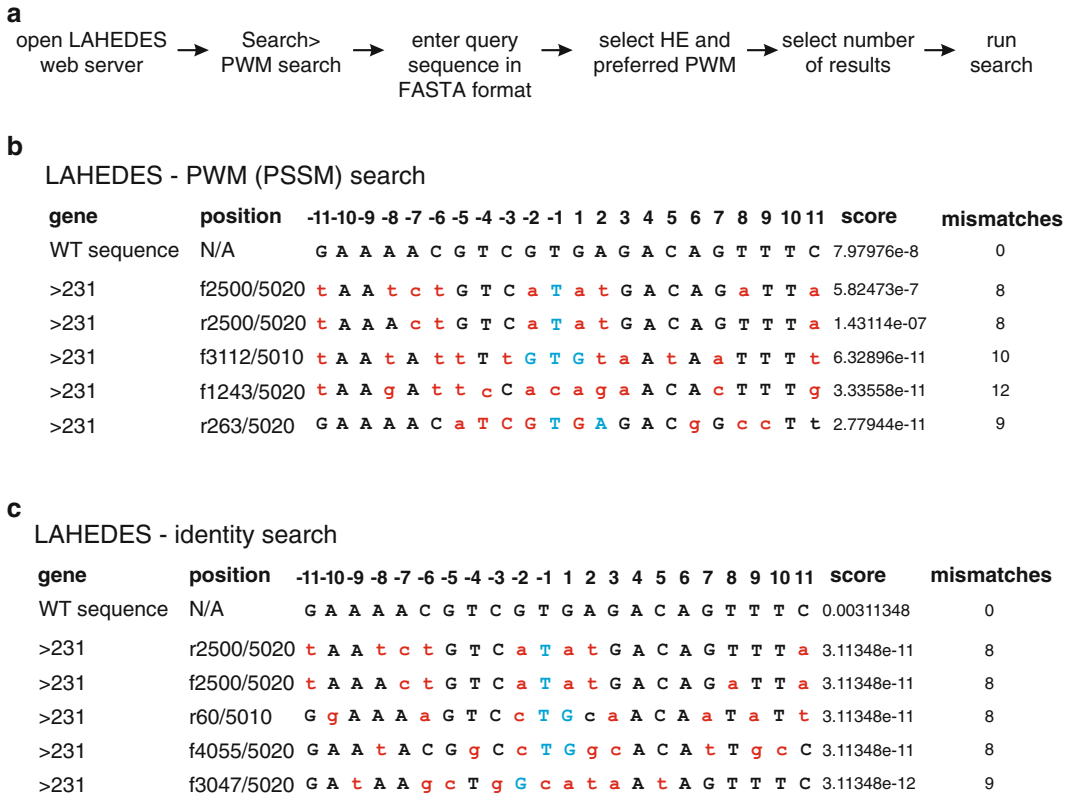 a
open LAHEDES web server → Search> PWM search → enter query sequence in FASTA format → select HE and preferred PWM → select number of results → run search
b
LAHEDES - PWM (PSSM) search
gene position -11 -10 -9 -8 -7 -6 -5 -4 -3 -2 -1 1 2 3 4 5 6 7 8 9 10 11 score mismatches
WT sequence N/A G A A A A C G T C G T G A G A C A G T T T C 7.97976e-8 0
>231 f2500/5020 t A A t c t G T C a T a t G A C A G a T T a 5.82473e-7 8
>231 r2500/5020 t A A A c t G T C a T a t G A C A G T T T a 1.43114e-07 8
>231 f3112/5010 t A A t A t t T t G T G t a A t A a T T T t 6.32896e-11 10
>231 f1243/5020 t A A g A t t c C a c a g a A C A c T T T g 3.33558e-11 12
>231 r263/5020 G A A A A C a T C G T G A G A C g G c c T t 2.77944e-11 9
c
LAHEDES - identity search
gene position -11 -10 -9 -8 -7 -6 -5 -4 -3 -2 -1 1 2 3 4 5 6 7 8 9 10 11 score mismatches
WT sequence N/A G A A A A C G T C G T G A G A C A G T T T C 0.00311348 0
>231 r2500/5020 t A A t c t G T C a T a t G A C A G T T T a 3.11348e-11 8
>231 f2500/5020 t A A A c t G T C a T a t G A C A G a T T a 3.11348e-11 8
>231 r60/5010 G g A A A a G T C c T G c a A C A a T a T t 3.11348e-11 8
>231 f4055/5020 G A A t A C G g C c T G g c A C A t T g c C 3.11348e-11 8
>231 f3047/5020 G A t A A g c T g G c a t a A t A G T T T C 3.11348e-12 9